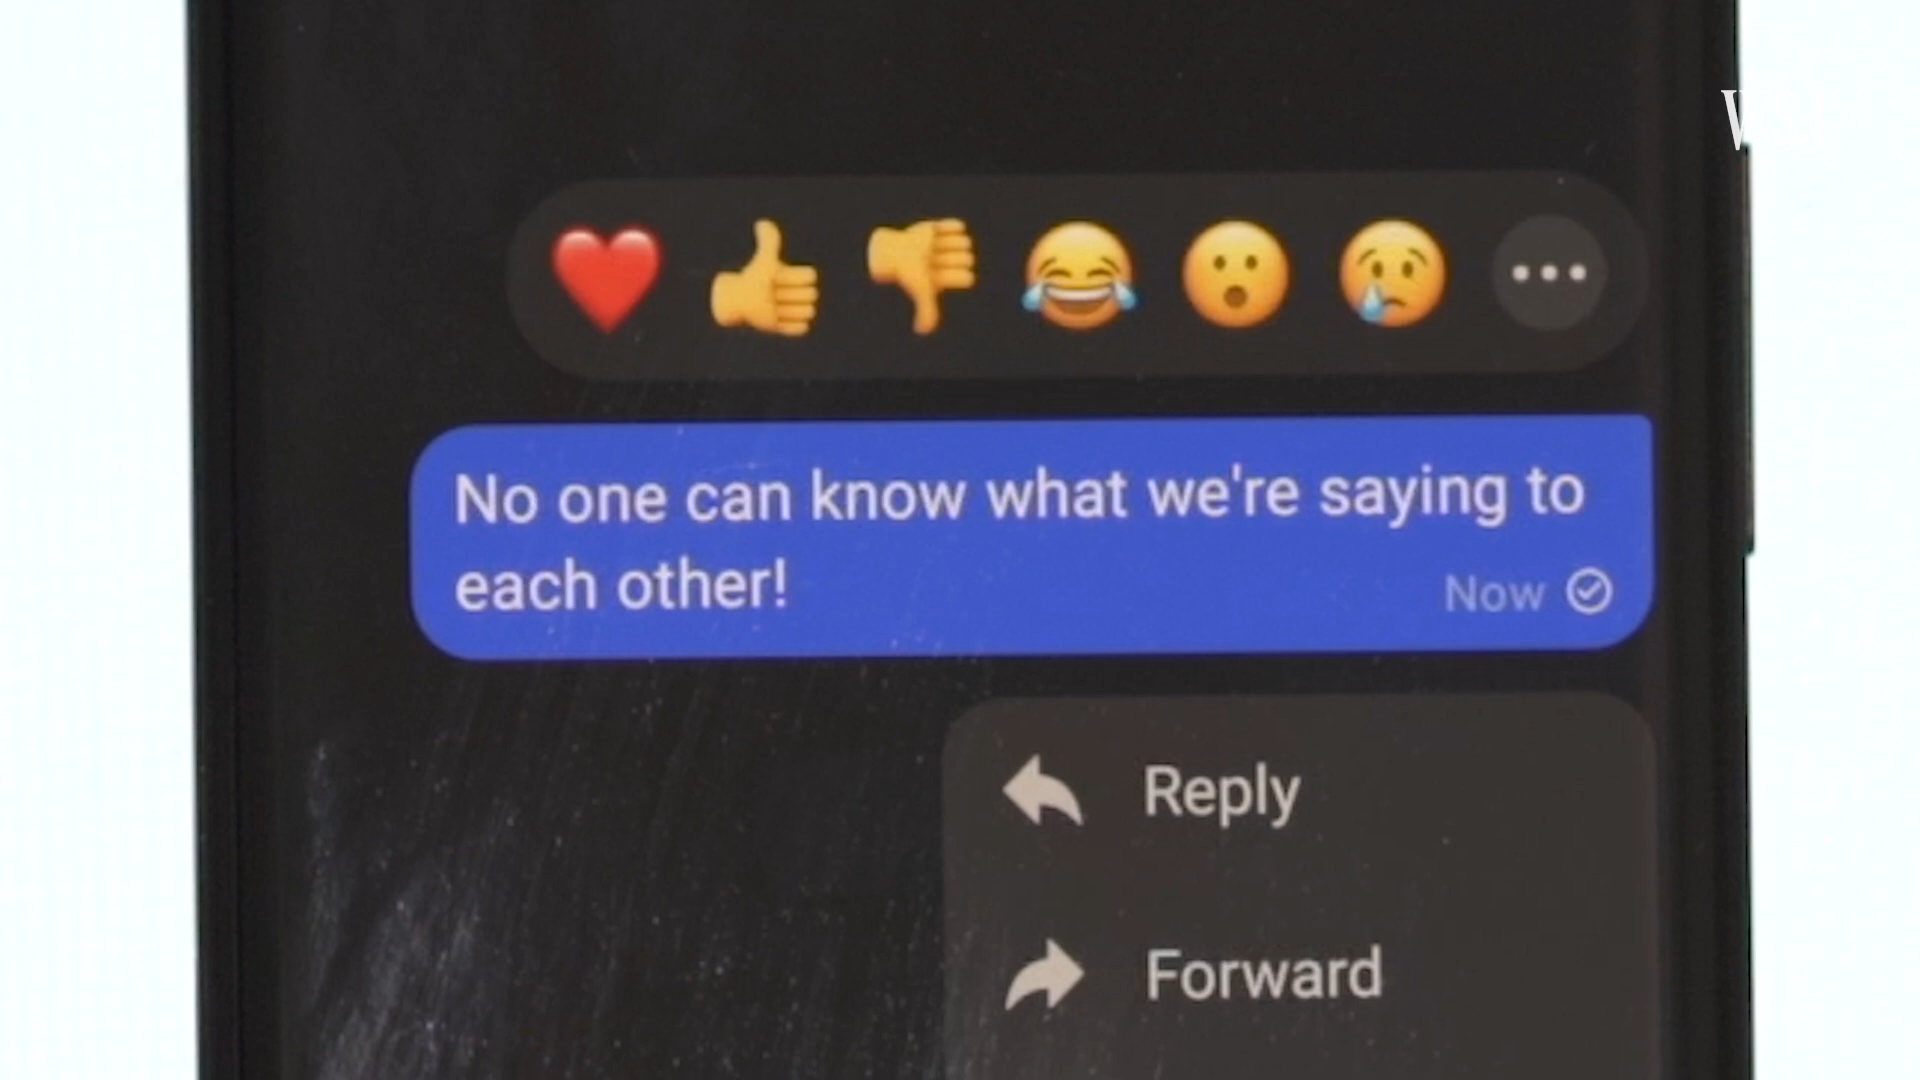 No one can know what we're saying to
each other!
Now
Reply
Forward